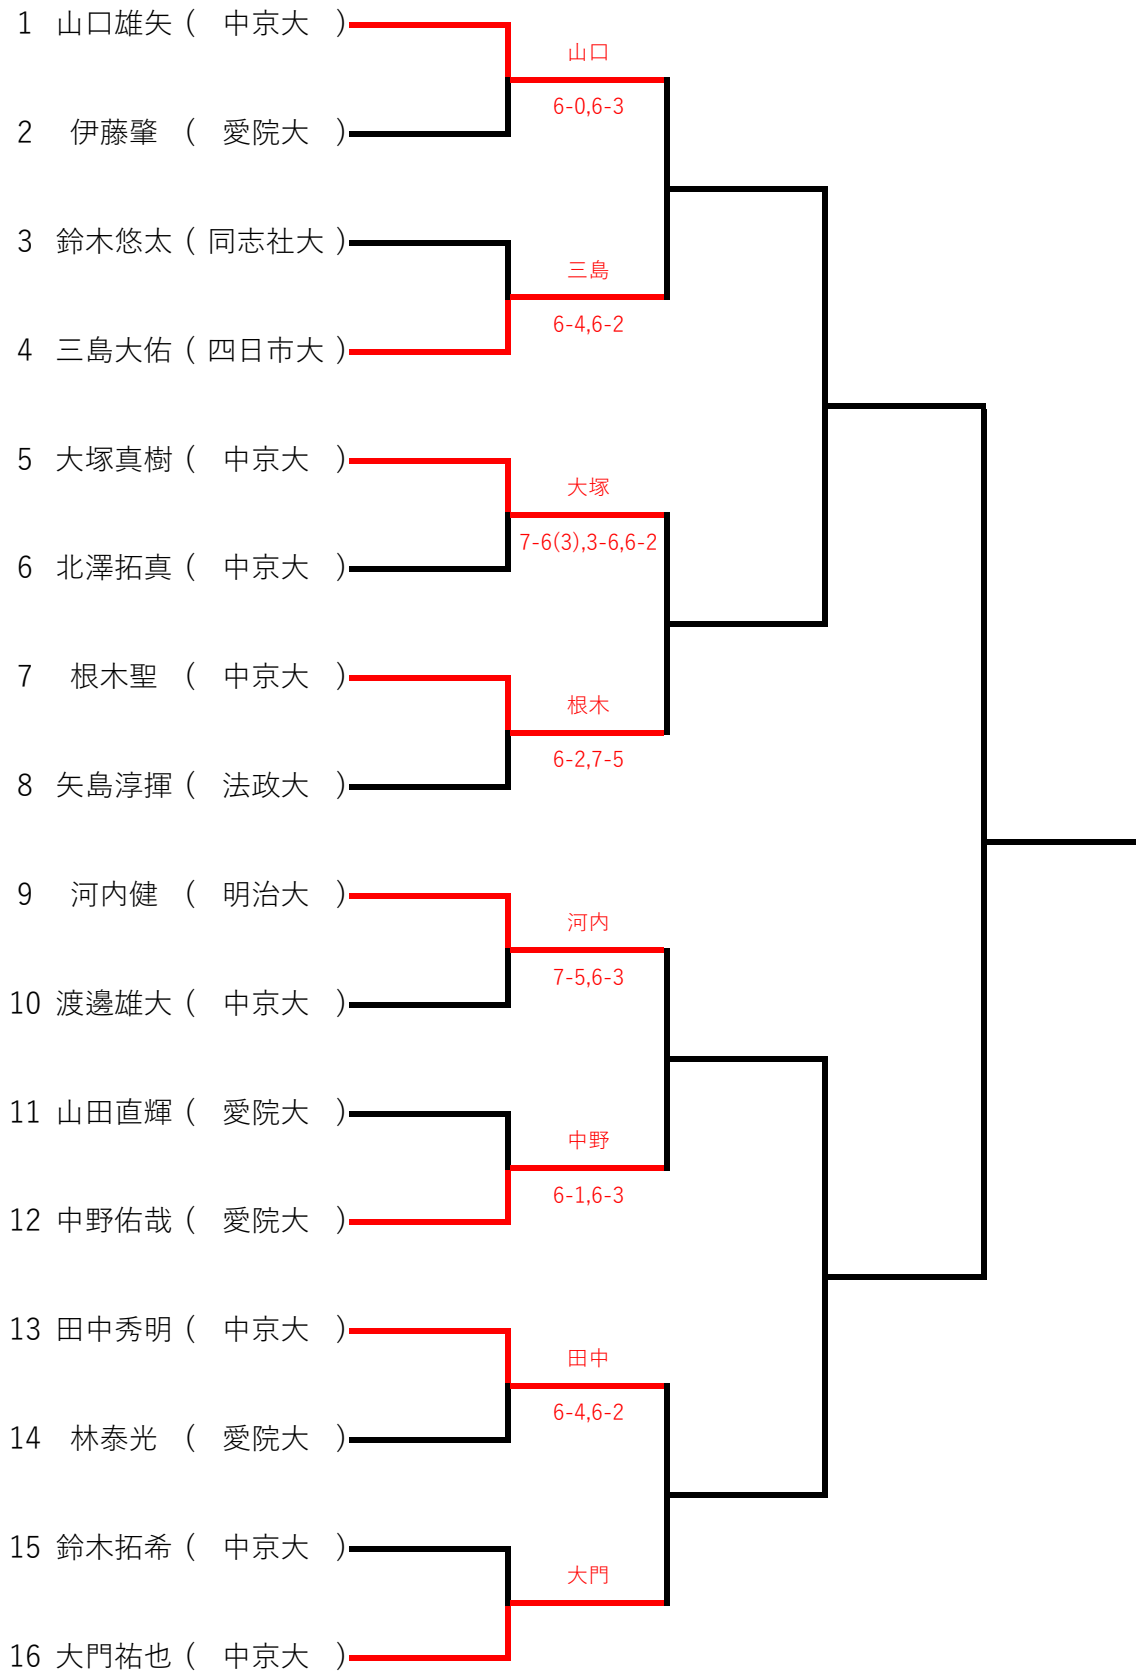 1 山口雄矢 ( 中京大 )
山口
6-0,6-3
2 伊藤肇 ( 愛院大 )
3 鈴木悠太 ( 同志社大 )
三島
6-4,6-2
4 三島大佑 ( 四日市大 )
5 大塚真樹 ( 中京大 )
大塚
7-6(3),3-6,6-2
6 北澤拓真 ( 中京大 )
7 根木聖 ( 中京大 )
根木
6-2,7-5
8 矢島淳揮 ( 法政大 )
9 河内健 ( 明治大 )
河内
7-5,6-3
10 渡邊雄大 ( 中京大 )
11 山田直輝 ( 愛院大 )
中野
6-1,6-3
12 中野佑哉 ( 愛院大 )
13 田中秀明 ( 中京大 )
田中
6-4,6-2
14 林泰光 ( 愛院大 )
15 鈴木拓希 ( 中京大 )
大門
16 大門祐也 ( 中京大 )